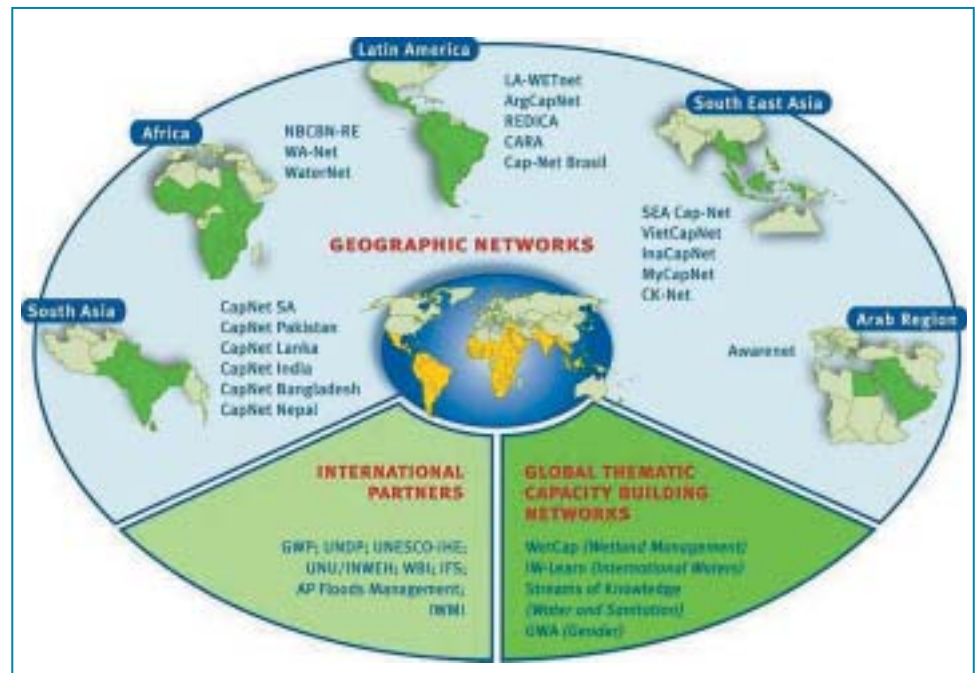 Latin America
LA-WETnet
ArgCapNet
REDICA
CARA
Cap-Net Brasil
South East Asia
SEA Cap-Net
VietCapNet
InaCapNet
MyCapNet
CK-Net
Africa
NBCBN-RE
WA-Net
WaterNet
GEOGRAPHIC NETWORKS
South Asia
CapNet SA
CapNet Pakistan
CapNet Lanka
CapNet India
CapNet Bangladesh
CapNet Nepal
Arab Region
Awarenet
INTERNATIONAL
PARTNERS
GWP; UNDP; UNESCO-IHE;
UNU/INWEH; WBI; IFS;
AP Floods Management;
IWMI
GLOBAL THEMATIC
CAPACITY BUILDING
NETWORKS
WetCap (Wetland Management)
IW-Learn (International Waters)
Streams of Knowledge
(Water and Sanitation)
GWA (Gender)